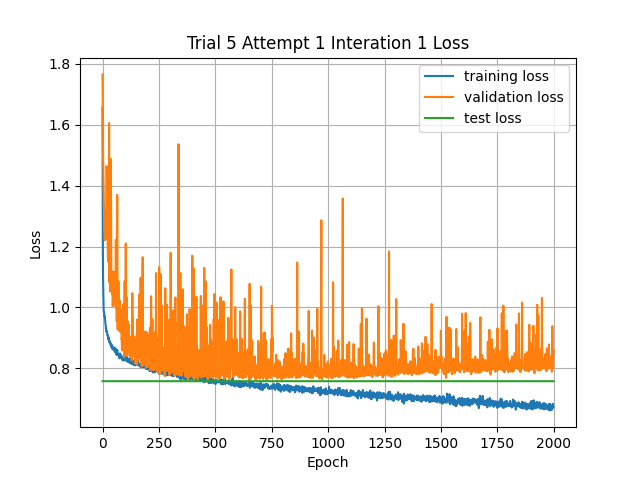 Trial 5 Attempt 1 Interation 1 Loss
training loss
validation loss
test loss
Loss
1.8
1.6
1.4
1.2
1.0
0.8
0 250 500 750 1000 1250 1500 1750 2000
Epoch